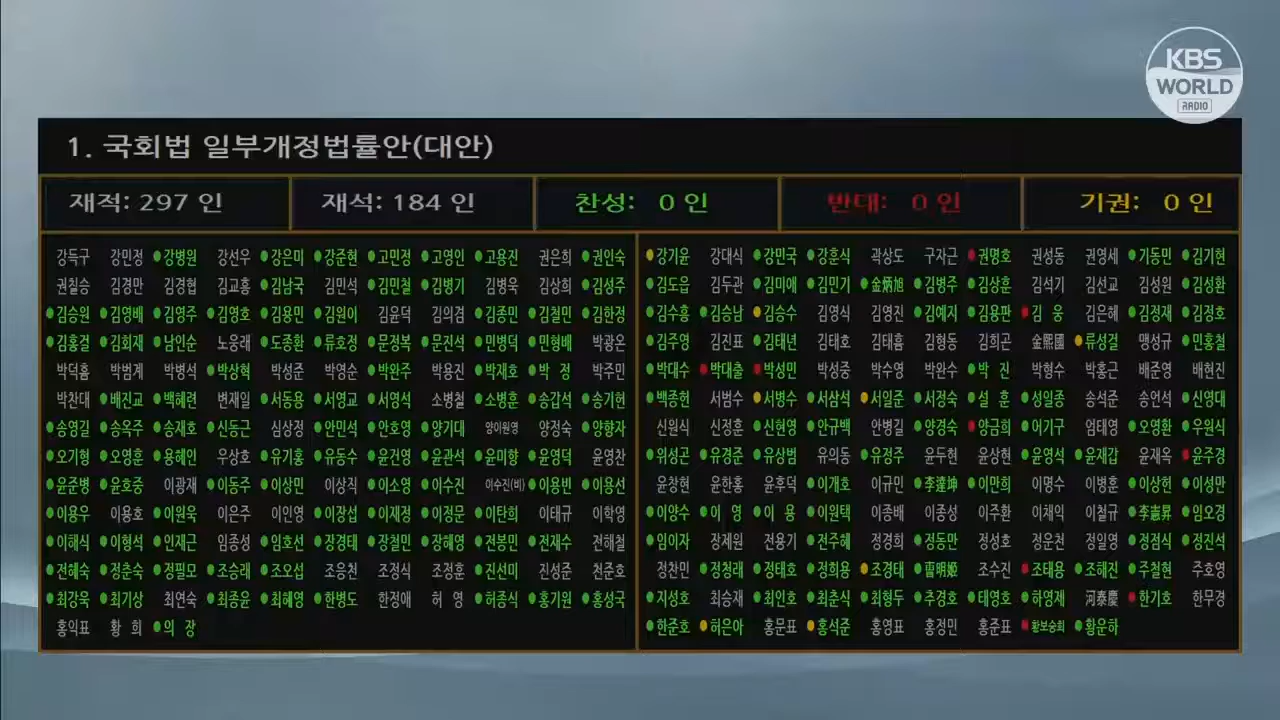 KBS
WORLD
RADIO
1. 국회법 일부개정법률안(대안)
재적: 297 인
재석: 184 인
찬성: 0 인
반대: 0 인
기권: 0 인
강득구 강민정 강병원 강선우 강은미 강준현 고민정 고영인 고용진 권은희 권인숙
권칠승 김경만 김경협 김교흥 김남국 김민석 김민철 김병기 김병욱 김상희 김성주
김승원 김영배 김영주 김영호 김용민 김원이 김윤덕 김의겸 김종민 김철민 김한정
김홍걸 김회재 남인순 노웅래 도종환 류호정 문정복 문진석 민병덕 민형배 박광온
박덕흠 박범계 박병석 박상혁 박성준 박영순 박완주 박용진 박재호 박 정 박주민
박찬대 배진교 백혜련 변재일 서동용 서영교 서영석 소병철 소병훈 송갑석 송기헌
송영길 송옥주 송재호 신동근 심상정 안민석 안호영 양기대 양이원영 양정숙 양향자
오기형 오영훈 용혜인 우상호 유기홍 유동수 윤건영 윤관석 윤미향 윤영덕 윤영찬
윤준병 윤호중 이광재 이동주 이상민 이상직 이소영 이수진 이수진(비) 이용빈 이용선
이용우 이용호 이원욱 이은주 이인영 이장섭 이재정 이정문 이탄희 이태규 이학영
이해식 이형석 인재근 임종성 임호선 장경태 장철민 장혜영 전봉민 전재수 전해철
전혜숙 정춘숙 정필모 조승래 조오섭 조응천 조정식 조정훈 진선미 진성준 천준호
최강욱 최기상 최연숙 최종윤 최혜영 한병도 한정애 허 영 허종식 홍기원 홍성국
홍익표 황 희 의 장
강기윤 강대식 강민국 강훈식 곽상도 구자근 권명호 권성동 권영세 기동민 김기현
김도읍 김두관 김미애 김민기 金炳旭 김병주 김상훈 김석기 김선교 김성원 김성환
김수흥 김승남 김승수 김영식 김영진 김예지 김용판 김 웅 김은혜 김정재 김정호
김주영 김진표 김태년 김태호 김태흠 김형동 김희곤 金熙國 류성걸 맹성규 민홍철
박대수 박대출 박성민 박성중 박수영 박완수 박 진 박형수 박홍근 배준영 배현진
백종헌 서범수 서병수 서삼석 서일준 서정숙 설 훈 성일종 송석준 송언석 신영대
신원식 신정훈 신현영 안규백 안병길 양경숙 양금희 어기구 엄태영 오영환 우원식
위성곤 유경준 유상범 유의동 유정주 윤두현 윤상현 윤영석 윤재갑 윤재옥 윤주경
윤창현 윤한홍 윤후덕 이개호 이규민 李達坤 이만희 이명수 이병훈 이상헌 이성만
이양수 이 영 이 용 이원택 이종배 이종성 이주환 이채익 이철규 李憲昇 임오경
임이자 장제원 전용기 전주혜 정경희 정동만 정성호 정운천 정일영 정점식 정진석
정찬민 정청래 정태호 정희용 조경태 曺明姬 조수진 조태용 조해진 주철현 주호영
지성호 최승재 최인호 최춘식 최형두 추경호 태영호 하영제 河泰慶 한기호 한무경
한준호 허은아 홍문표 홍석준 홍영표 홍정민 홍준표 황보승희 황운하